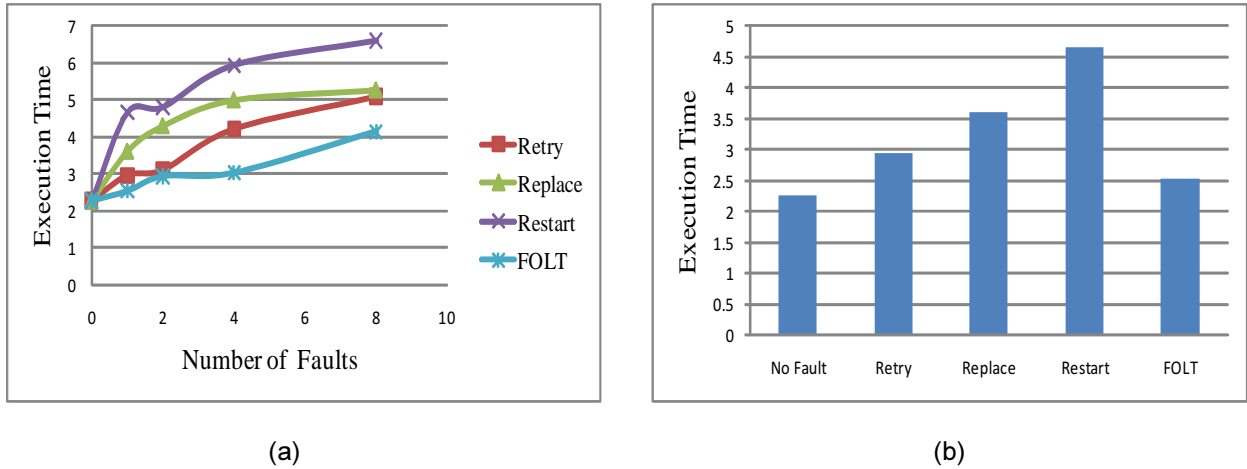 7
6
5
4
3
2
1
0
Execution Time
0 2 4 6 8 10
Number of Faults
Retry
Replace
Restart
FOLT
(a)
5
4.5
4
3.5
3
2.5
2
1.5
1
0.5
0
Execution Time
No Fault Retry Replace Restart FOLT
(b)